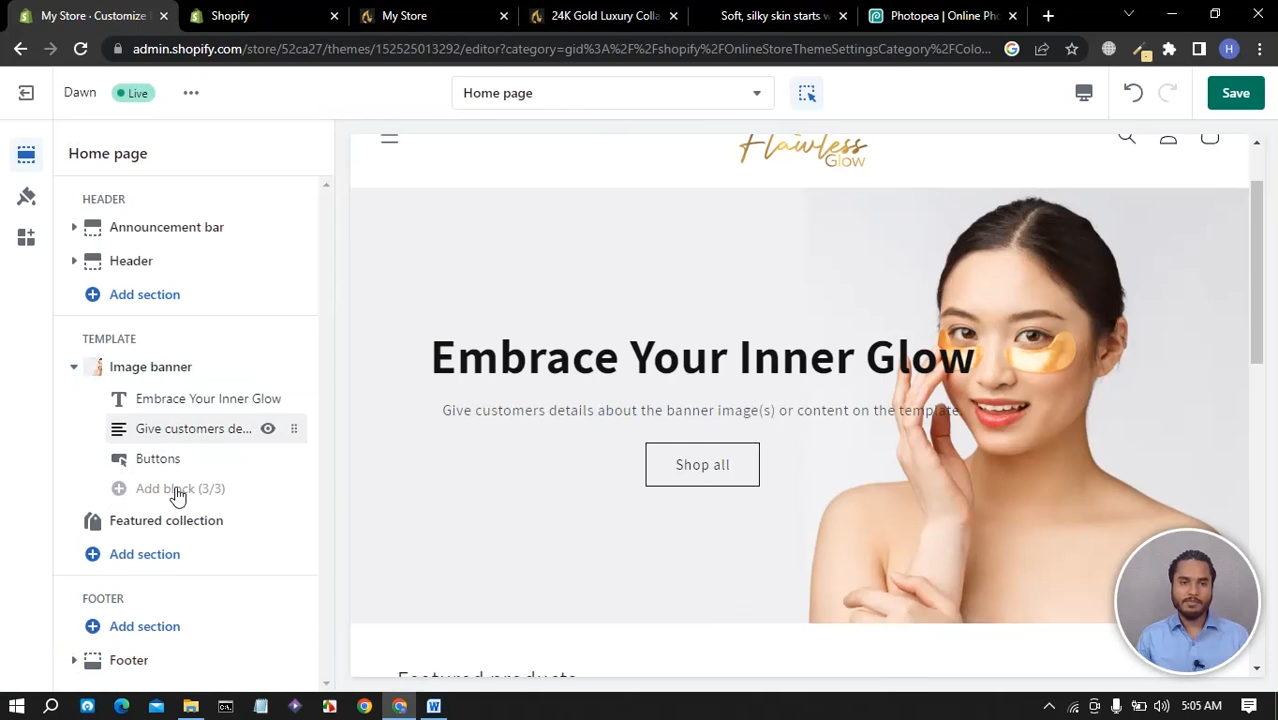 My Store · Customize
Shopify
My Store
24K Gold Luxury Colla
Soft, silky skin starts w
Photopea | Online Pho
admin.shopify.com/store/52ca27/themes/152525013292/editor?category=gid%3A%2F%2Fshopify%2FOnlineStoreThemeSettingsCategory%2FColo...
H
Dawn
Live
Home page
Save
Home page
HEADER
Announcement bar
Header
Add section
TEMPLATE
Image banner
Embrace Your Inner Glow
Give customers de...
Buttons
Add block (3/3)
Featured collection
Add section
FOOTER
Add section
Footer
Flawless
Glow
Embrace Your Inner Glow
Give customers details about the banner image(s) or content on the template.
Shop all
Featured products
5:05 AM